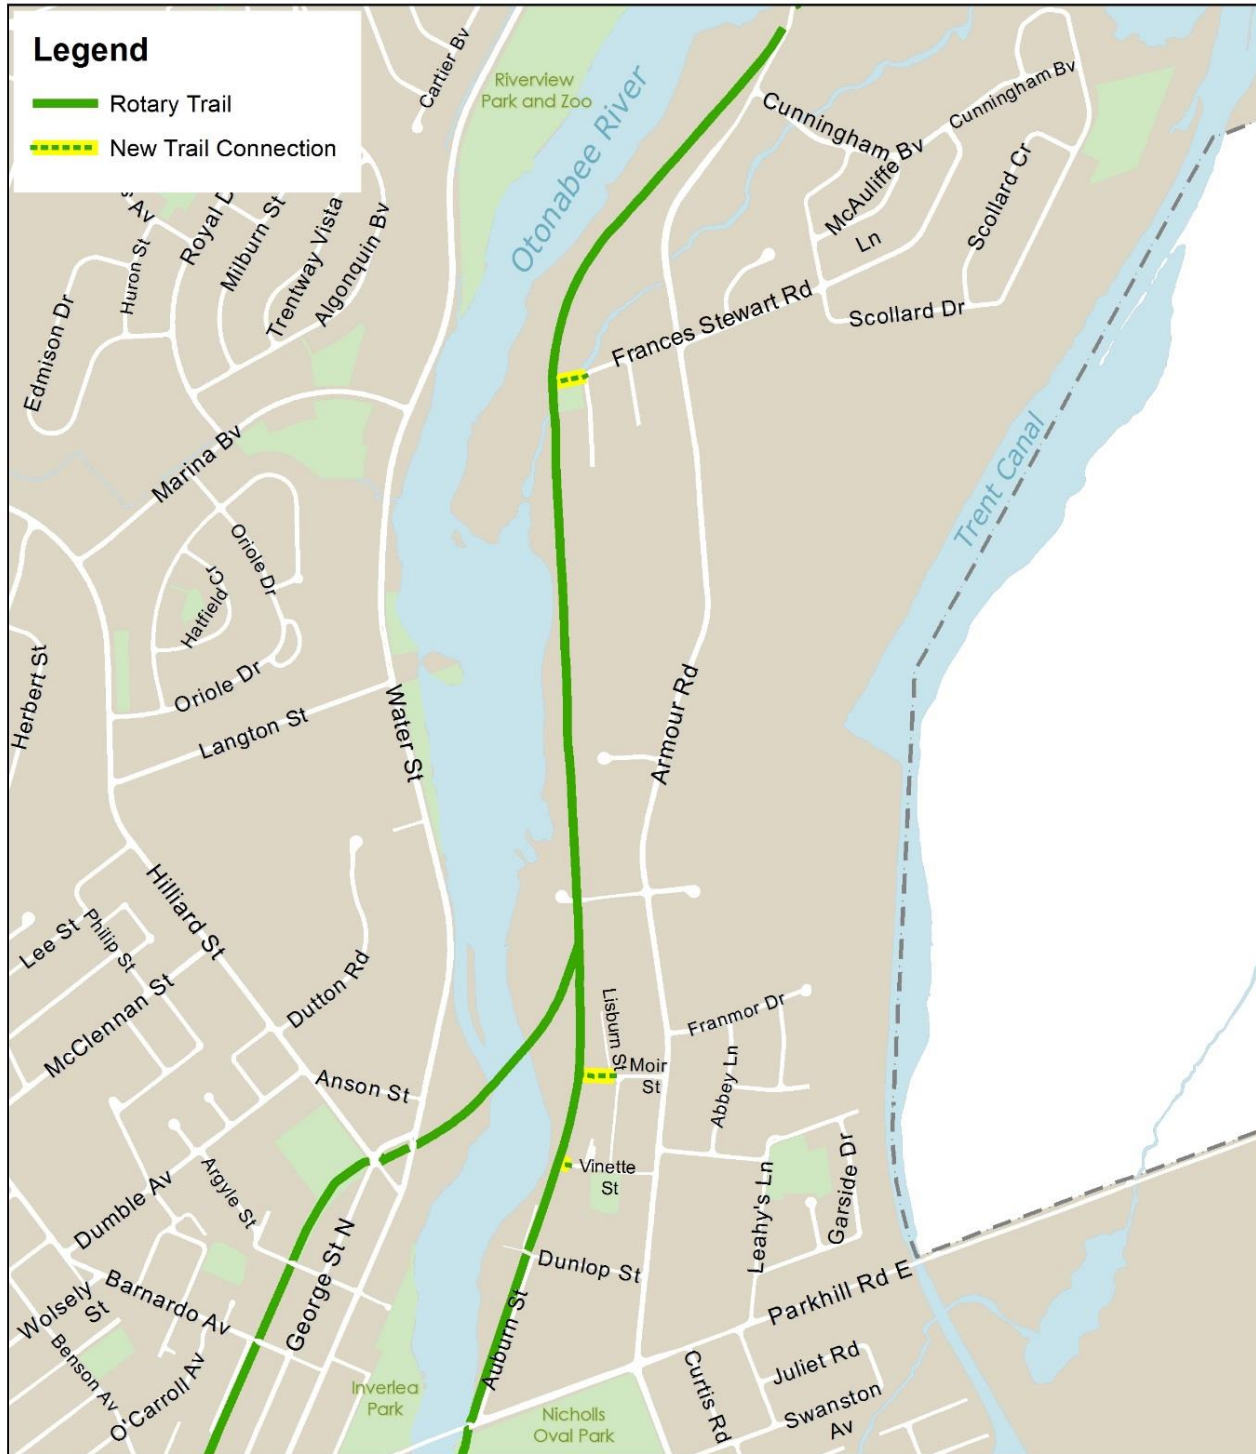 Legend
Rotary Trail
New Trail Connection
Cartier Bv
Riverview
Park and Zoo
Otonabee River
Cunningham Bv
Cunningham Bv
McAuliffe
Ln
Scollard Cr
Scollard Dr
Frances Stewart Rd
Trent Canal
s Av
Royal D
Milburn St
Trentway Vista
Algonquin Bv
Huron St
Edmison Dr
Marina Bv
Oriole Dr
Hatfield Cr
Oriole Dr
Langton St
Herbert St
Water St
Armour Rd
Hilliard St
Lee St
Philip St
McClennan St
Dutton Rd
Anson St
Lisburn St
Moir
St
Franmor Dr
Abbey Ln
Vinette
St
Leahy's Ln
Garside Dr
Dumble Av
Argyle St
George St N
Dunlop St
Auburn St
Parkhill Rd E
Wolsely
St
Barnardo Av
Benson Av
O'Carroll Av
Inverlea
Park
Nicholls
Oval Park
Curtis Rd
Juliet Rd
Swanston
Av